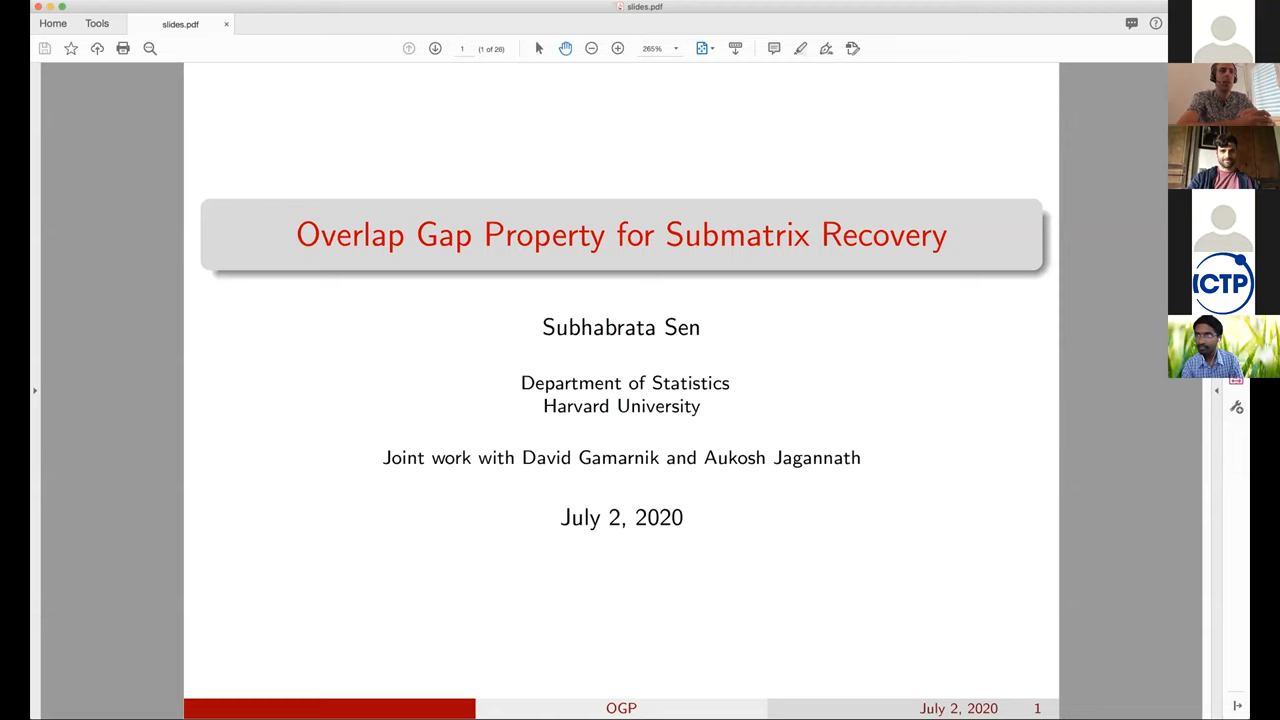 slides.pdf
Home
Tools
slides.pdf
×
1
(1 of 26)
265%
Overlap Gap Property for Submatrix Recovery
Subhabrata Sen
Department of Statistics
Harvard University
Joint work with David Gamarnik and Aukosh Jagannath
July 2, 2020
OGP
July 2, 2020
1
ICTP